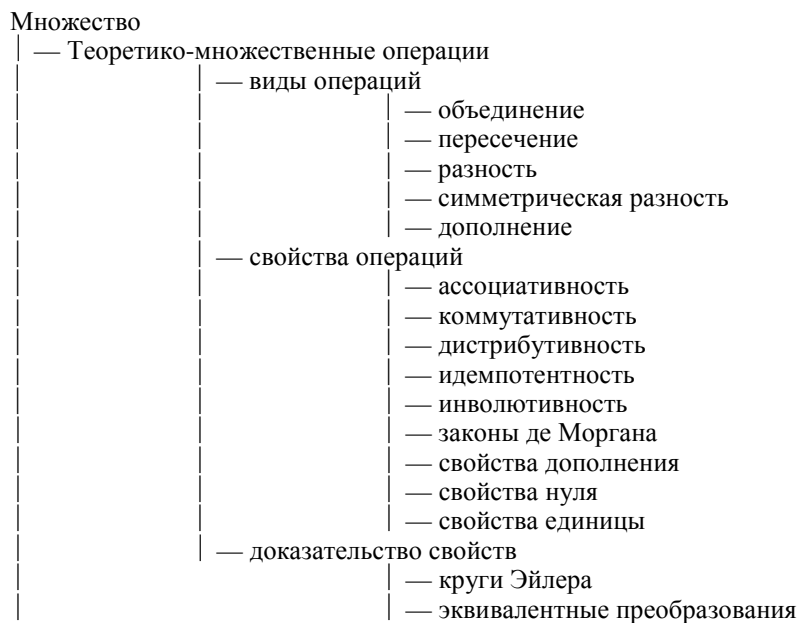 Множество
— Теоретико-множественные операции
— виды операций
— объединение
— пересечение
— разность
— симметрическая разность
— дополнение
— свойства операций
— ассоциативность
— коммутативность
— дистрибутивность
— идемпотентность
— инволютивность
— законы де Моргана
— свойства дополнения
— свойства нуля
— свойства единицы
— доказательство свойств
— круги Эйлера
— эквивалентные преобразования